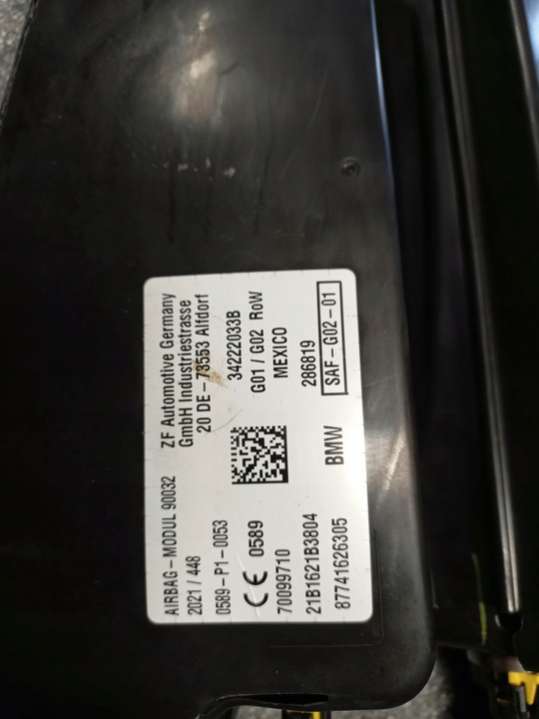 AIRBAG-MODUL 90032 ZF Automotive Germany
2021 / 448 GmbH Industriestrasse
0589-P1-0053 20 DE-73553 Alfdorf
CE 0589 34222033B
70099710 G01 / G02 RoW
MEXICO
21B1621B3804 286819
87741626305 BMW SAF-G02-01